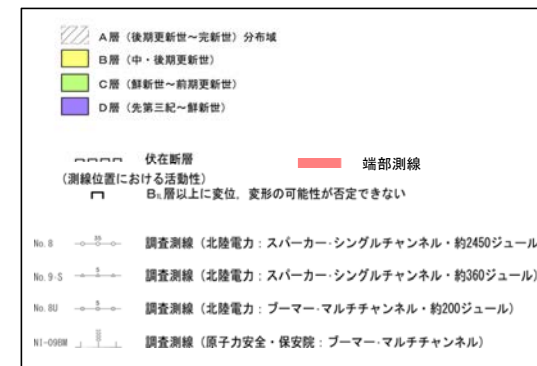 A層（後期更新世～完新世）分布域
B層（中・後期更新世）
C層（鮮新世～前期更新世）
D層（先第三紀～鮮新世）
伏在断層 端部測線
（測線位置における活動性）
B1L層以上に変位，変形の可能性が否定できない
No. 8 調査測線（北陸電力：スパーカー・シングルチャンネル・約2450ジュール）
No. 9-S 調査測線（北陸電力：スパーカー・シングルチャンネル・約360ジュール）
No. 8U 調査測線（北陸電力：ブーマー・マルチチャンネル・約200ジュール）
NI-09BM 調査測線（原子力安全・保安院：ブーマー・マルチチャンネル）